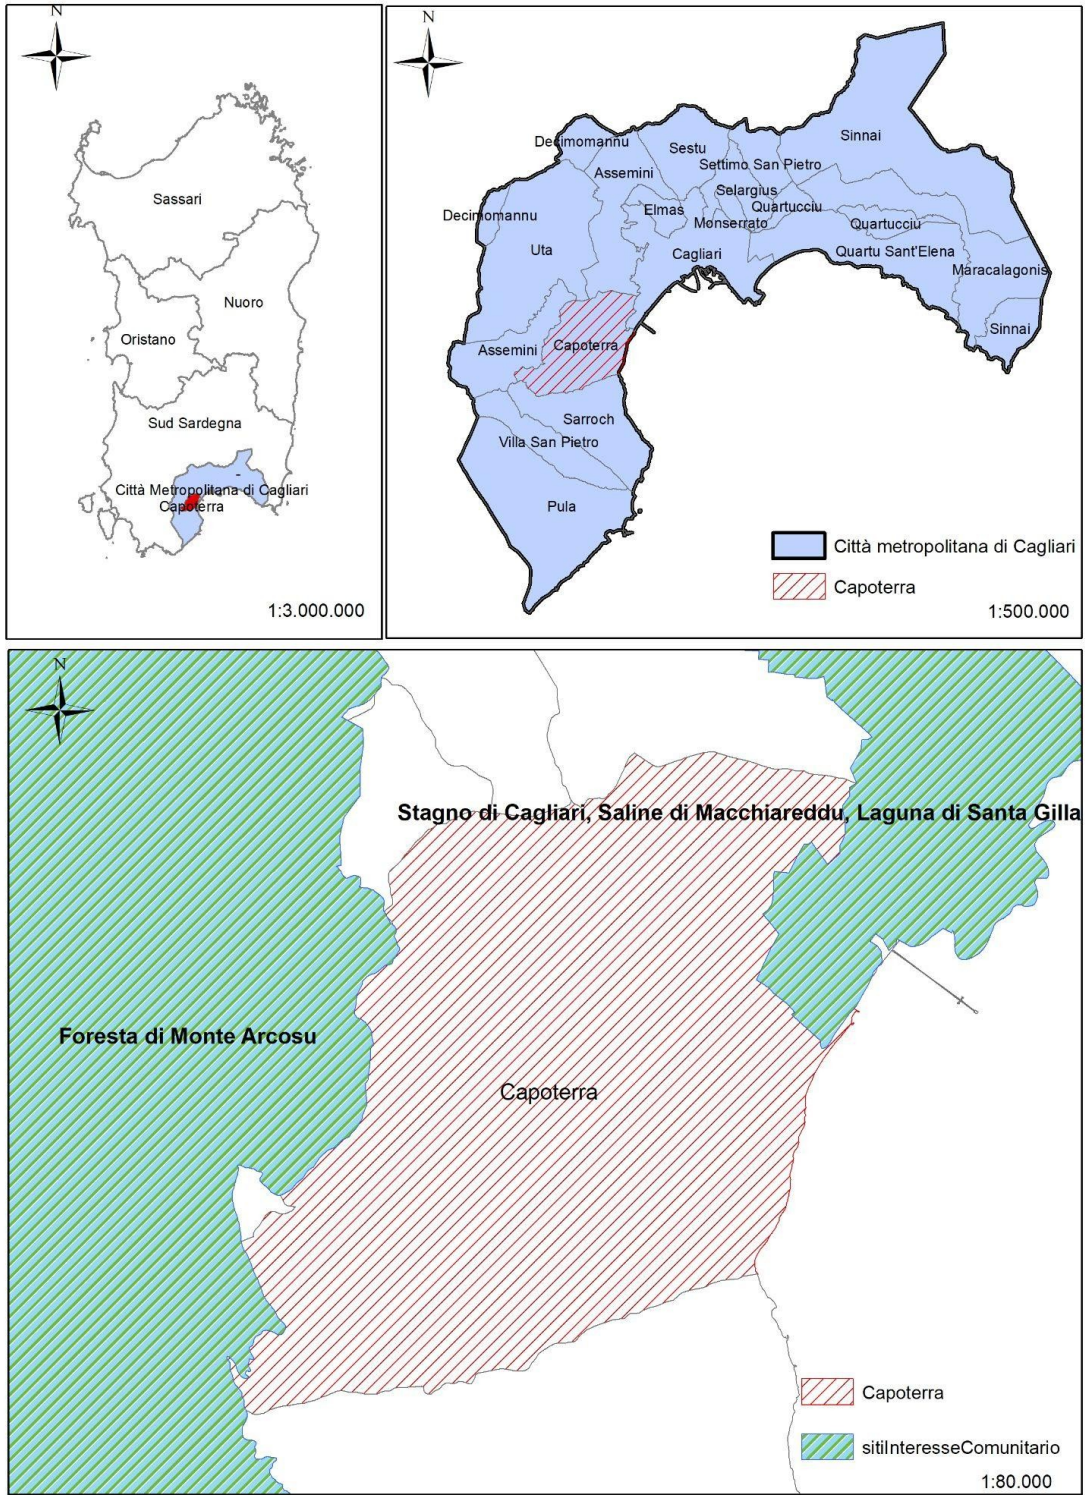 N
Sassari
Nuoro
Oristano
Sud Sardegna
Città Metropolitana di Cagliari
Capoterra
1:3.000.000
N
Decimomannu
Sestu
Sinnai
Assemini
Settimo San Pietro
Selargius
Elmas
Quartucciu
Decimomannu
Monserrato
Quartucciu
Uta
Cagliari
Quartu Sant'Elena
Maracalagonis
Sinnai
Assemini
Capoterra
Sarroch
Villa San Pietro
Pula
Città metropolitana di Cagliari
Capoterra
1:500.000
N
Stagno di Cagliari, Saline di Macchiareddu, Laguna di Santa Gilla
Foresta di Monte Arcosu
Capoterra
Capoterra
sitiInteresseComunitario
1:80.000